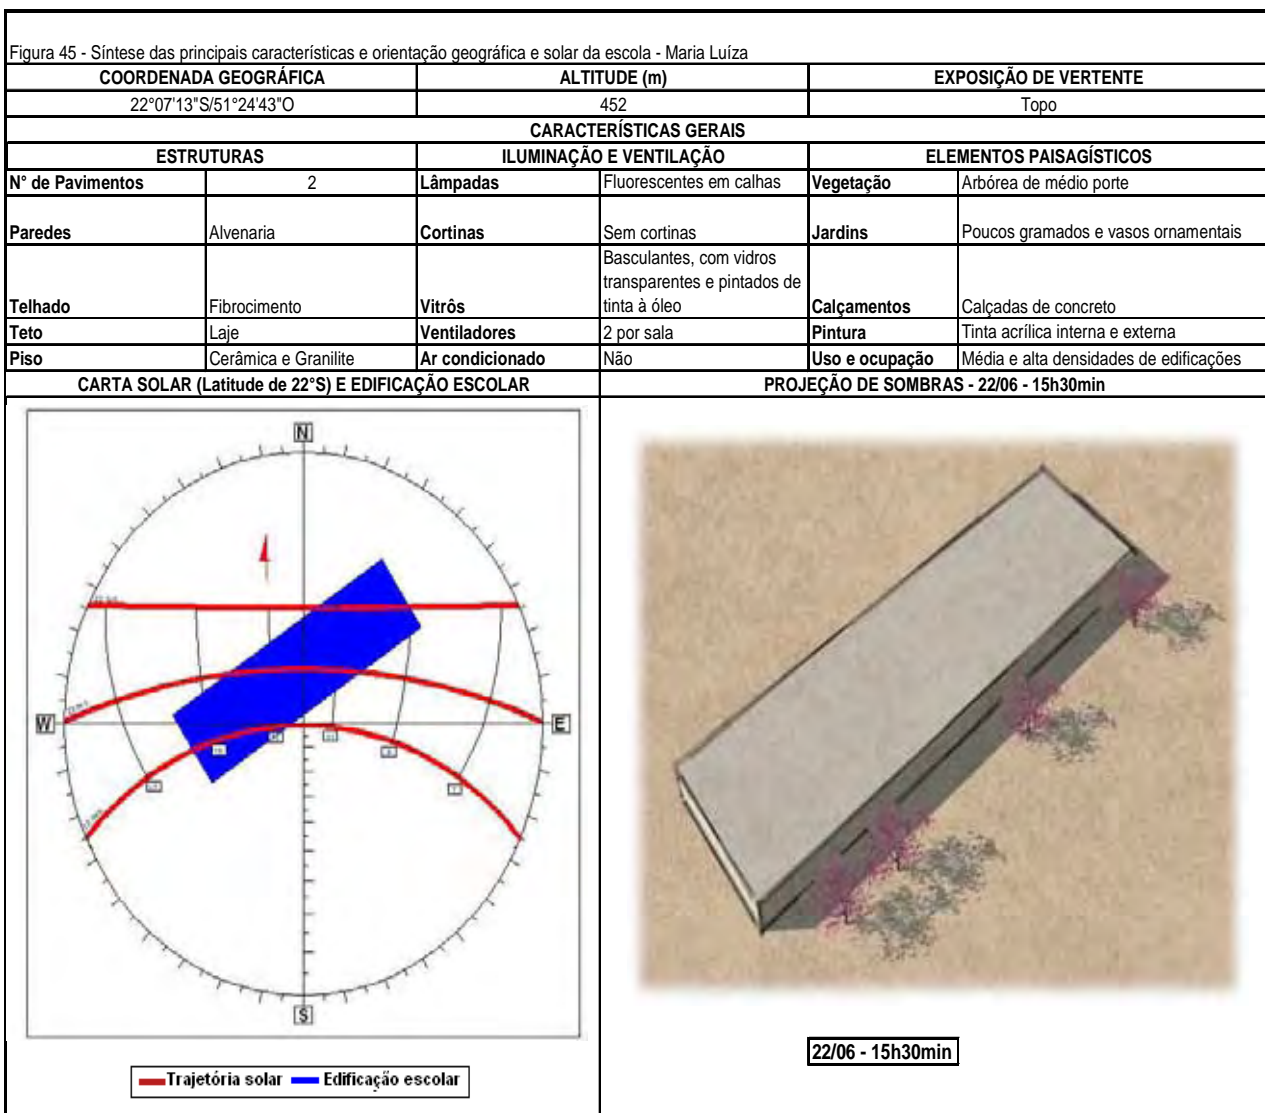 Figura 45 - Síntese das principais características e orientação geográfica e solar da escola - Maria Luíza
COORDENADA GEOGRÁFICA ALTITUDE (m) EXPOSIÇÃO DE VERTENTE
22°07'13"S/51°24'43"O 452 Topo
CARACTERÍSTICAS GERAIS
ESTRUTURAS ILUMINAÇÃO E VENTILAÇÃO ELEMENTOS PAISAGÍSTICOS
N° de Pavimentos 2 Lâmpadas Fluorescentes em calhas Vegetação Arbórea de médio porte
Paredes Alvenaria Cortinas Sem cortinas Jardins Poucos gramados e vasos ornamentais
Basculantes, com vidros
transparentes e pintados de
Telhado Fibrocimento Vitrôs tinta à óleo Calçamentos Calçadas de concreto
Teto Laje Ventiladores 2 por sala Pintura Tinta acrílica interna e externa
Piso Cerâmica e Granilite Ar condicionado Não Uso e ocupação Média e alta densidades de edificações
CARTA SOLAR (Latitude de 22°S) E EDIFICAÇÃO ESCOLAR PROJEÇÃO DE SOMBRAS - 22/06 - 15h30min
N
W
E
S
22/06 - 15h30min
Trajetória solar Edificação escolar